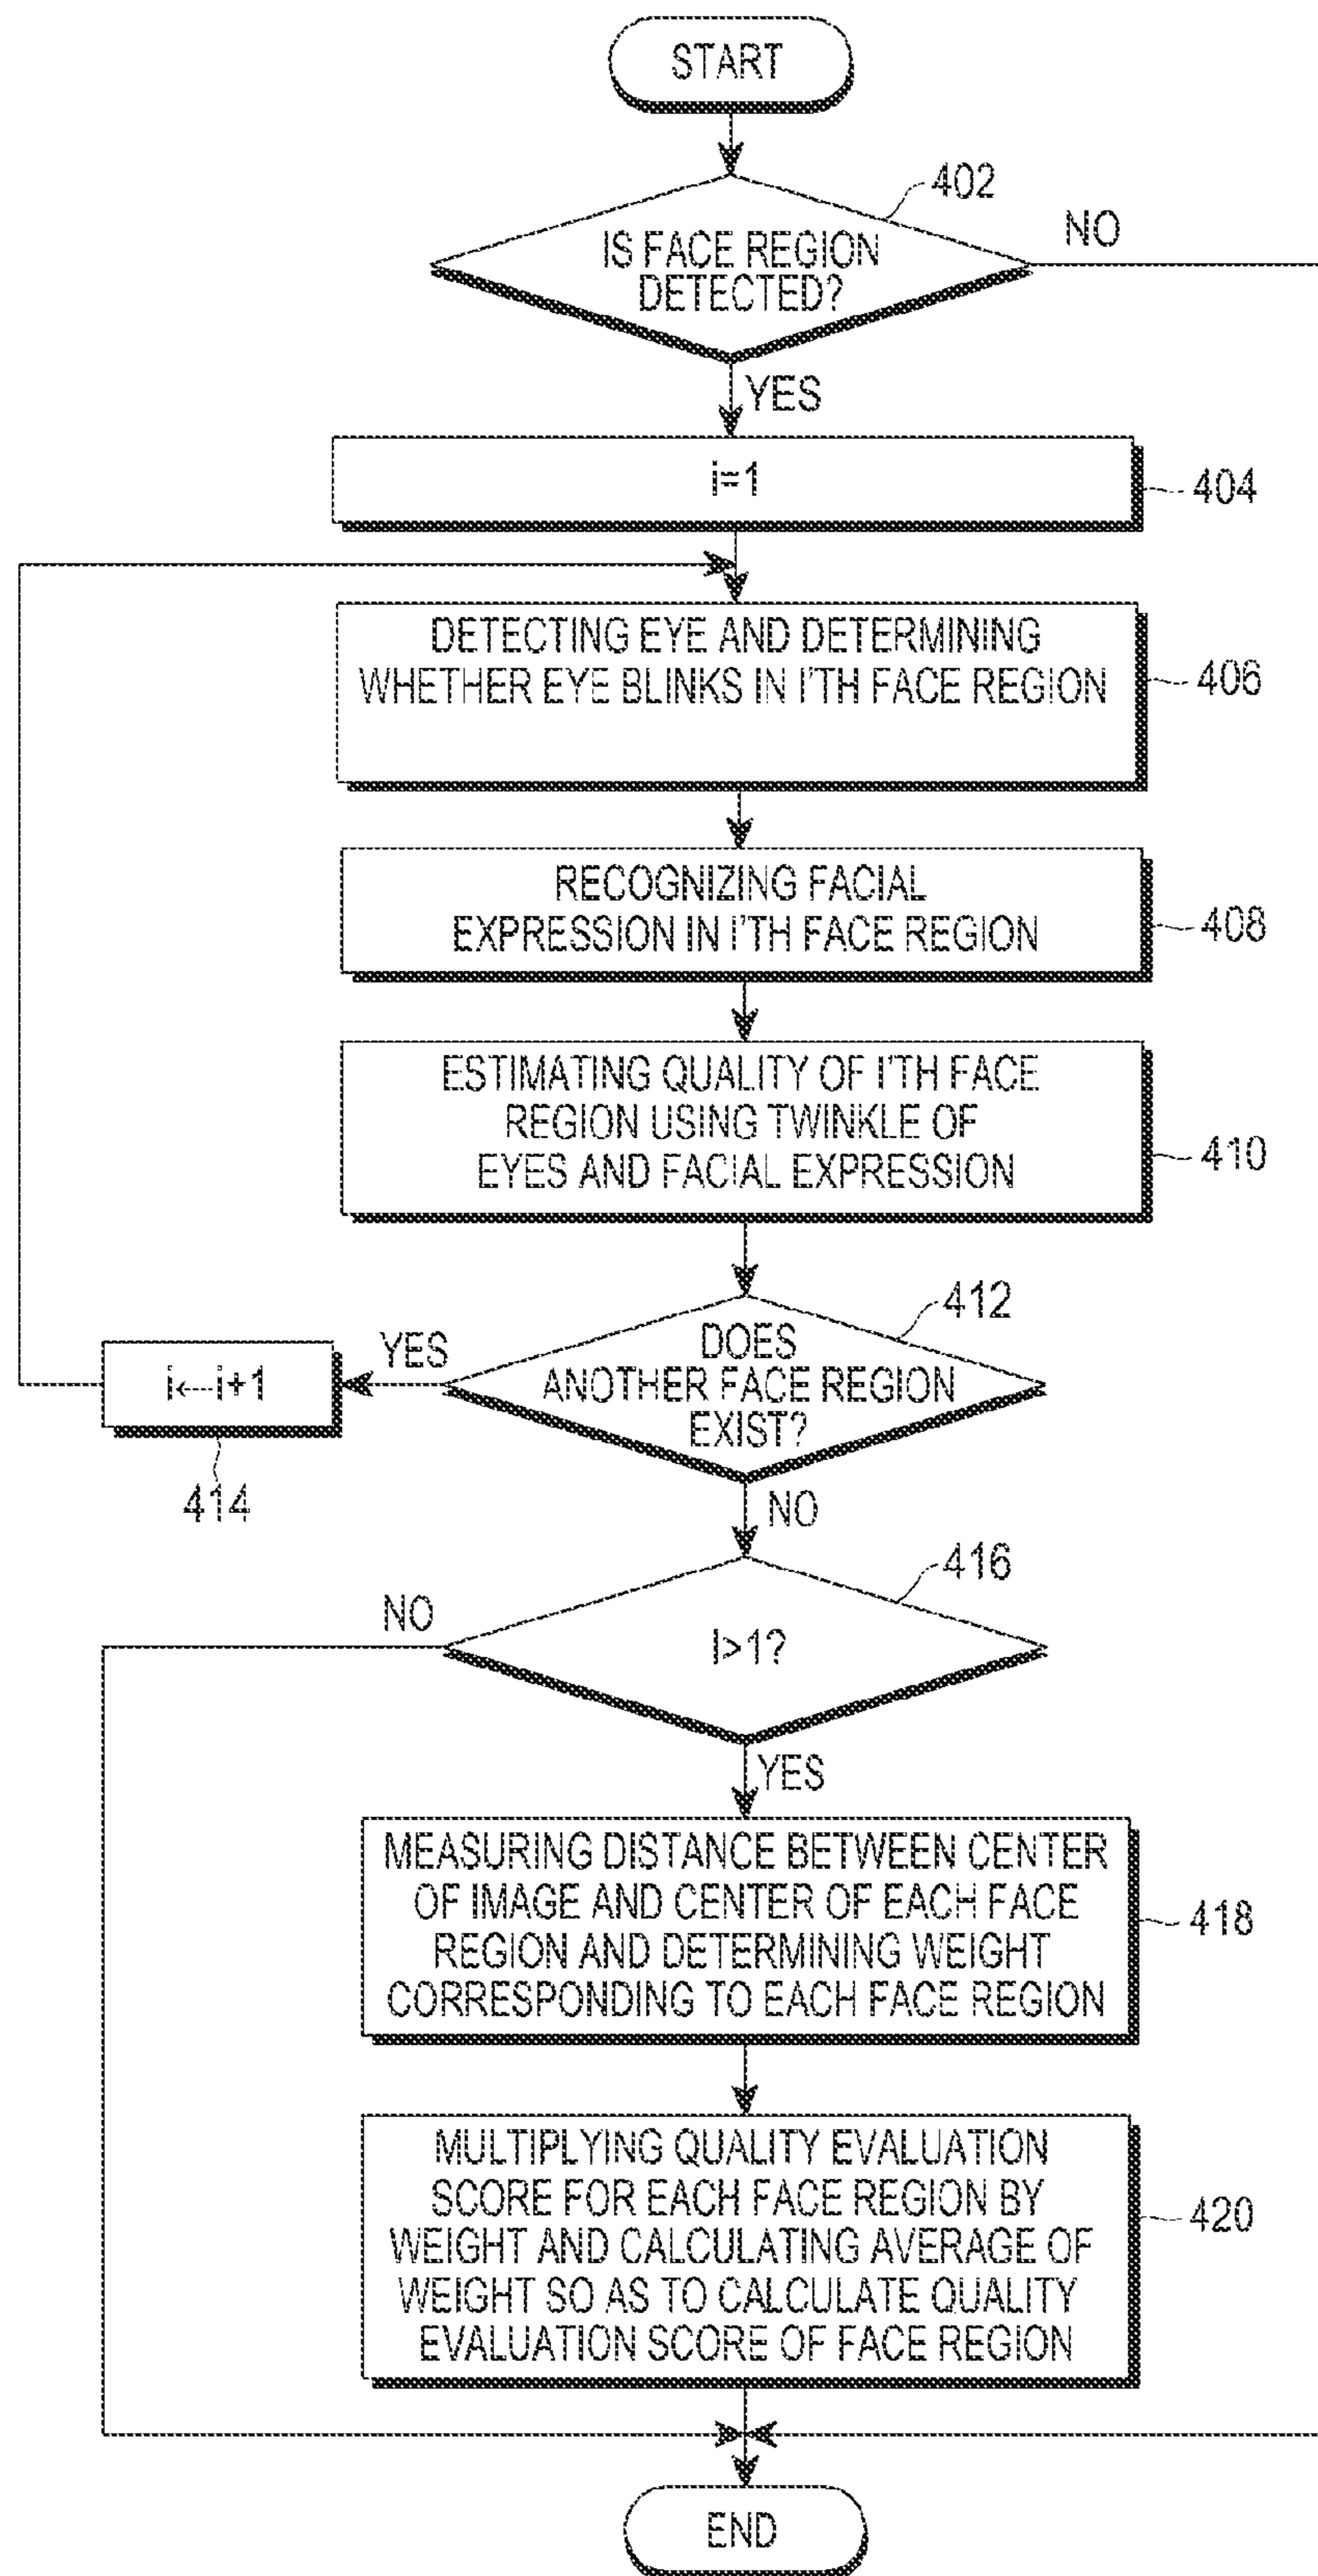 START
402
IS FACE REGION
DETECTED?
NO
YES
i=1
404
DETECTING EYE AND DETERMINING
WHETHER EYE BLINKS IN I'TH FACE REGION
406
RECOGNIZING FACIAL
EXPRESSION IN I'TH FACE REGION
408
ESTIMATING QUALITY OF I'TH FACE
REGION USING TWINKLE OF
EYES AND FACIAL EXPRESSION
410
412
DOES
ANOTHER FACE REGION
EXIST?
YES
i←i+1
414
NO
416
I>1?
NO
YES
MEASURING DISTANCE BETWEEN CENTER
OF IMAGE AND CENTER OF EACH FACE
REGION AND DETERMINING WEIGHT
CORRESPONDING TO EACH FACE REGION
418
MULTIPLYING QUALITY EVALUATION
SCORE FOR EACH FACE REGION BY
WEIGHT AND CALCULATING AVERAGE OF
WEIGHT SO AS TO CALCULATE QUALITY
EVALUATION SCORE OF FACE REGION
420
END